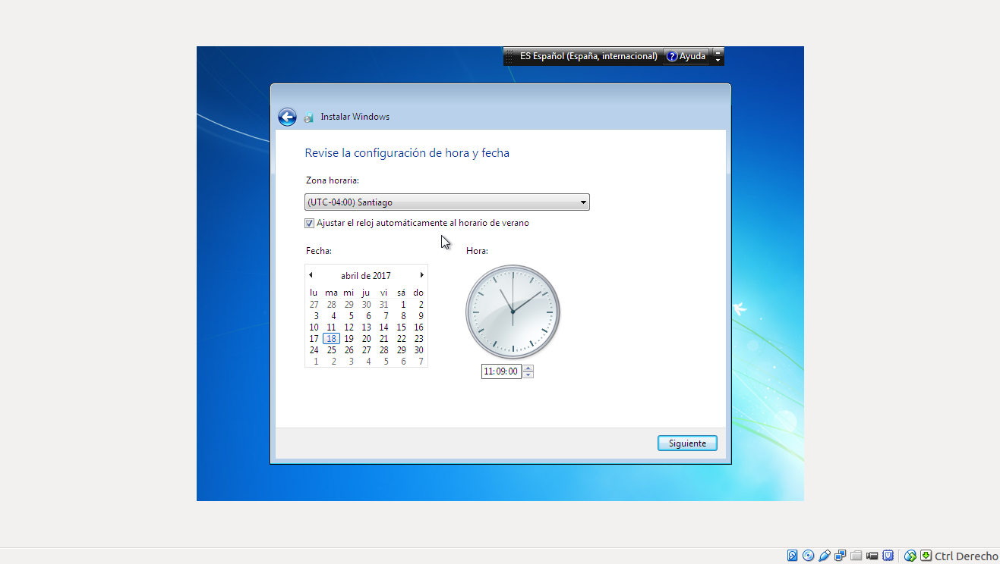 ES Español (España, internacional) ? Ayuda
Instalar Windows
Revise la configuración de hora y fecha
Zona horaria:
(UTC-04:00) Santiago
Ajustar el reloj automáticamente al horario de verano
Fecha:
abril de 2017
lu ma mi ju vi sá do
27 28 29 30 31 1 2
3 4 5 6 7 8 9
10 11 12 13 14 15 16
17 18 19 20 21 22 23
24 25 26 27 28 29 30
1 2 3 4 5 6 7
Hora:
11:09:00
Siguiente
Ctrl Derecho